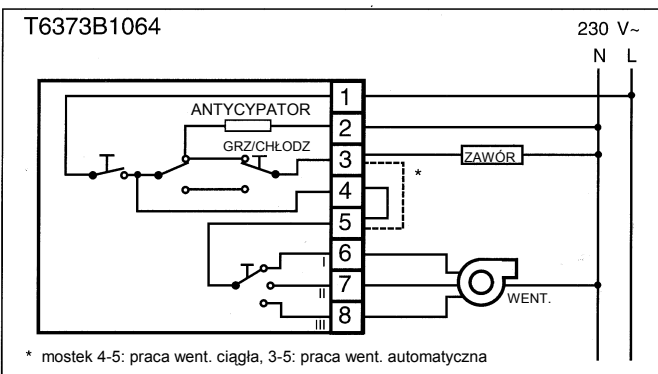 T6373B1064
230 V~
N L
1
ANTYCYPATOR
2
GRZ/CHŁODZ
3
ZAWÓR
*
4
5
I
6
II
7
WENT.
III
8
* mostek 4-5: praca went. ciągła, 3-5: praca went. automatyczna